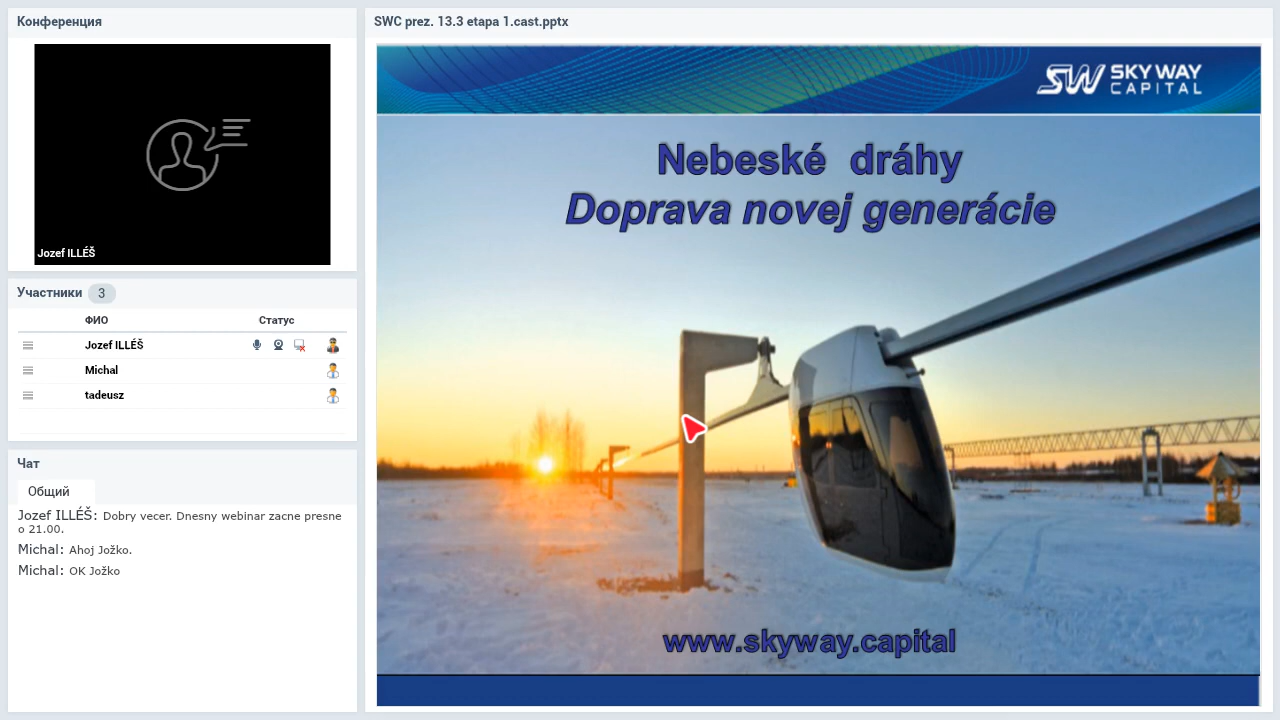 Конференция
Jozef ILLÉŠ
Участники 3
ФИО Статус
Jozef ILLÉŠ
Michal
tadeusz
Чат
Общий
Jozef ILLÉŠ: Dobry vecer. Dnesny webinar zacne presne
o 21.00.
Michal: Ahoj Jožko.
Michal: OK Jožko
SWC prez. 13.3 etapa 1.cast.pptx
SW SKY WAY
CAPITAL
Nebeské dráhy
Doprava novej generácie
www.skyway.capital